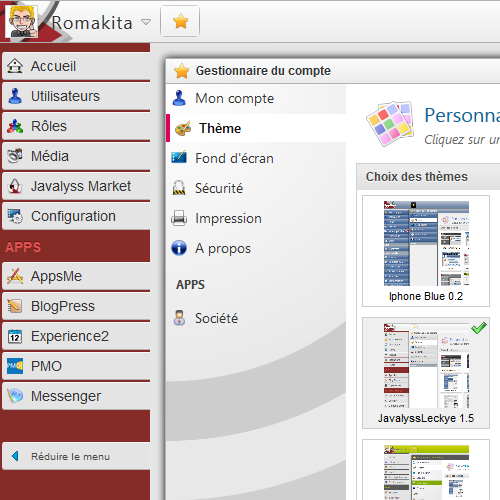 Romakita
Accueil
Utilisateurs
Rôles
Média
Javalyss Market
Configuration
APPS
AppsMe
BlogPress
Experience2
12
PMO
Messenger
Réduire le menu
Gestionnaire du compte
Mon compte
Thème
Fond d'écran
Sécurité
Impression
A propos
APPS
Société
Personna
Cliquez sur un
Choix des thèmes
Iphone Blue 0.2
JavalyssLeckye 1.5